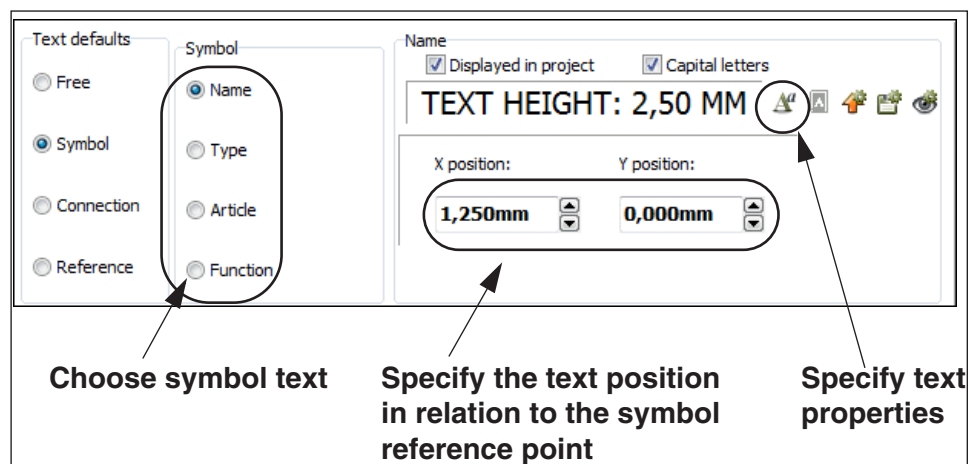 Text defaults
Free
Symbol
Connection
Reference
Symbol
Name
Type
Article
Function
Name
Displayed in project Capital letters
TEXT HEIGHT: 2,50 MM
X position: Y position:
1,250mm 0,000mm
Choose symbol text
Specify the text position
in relation to the symbol
reference point
Specify text
properties